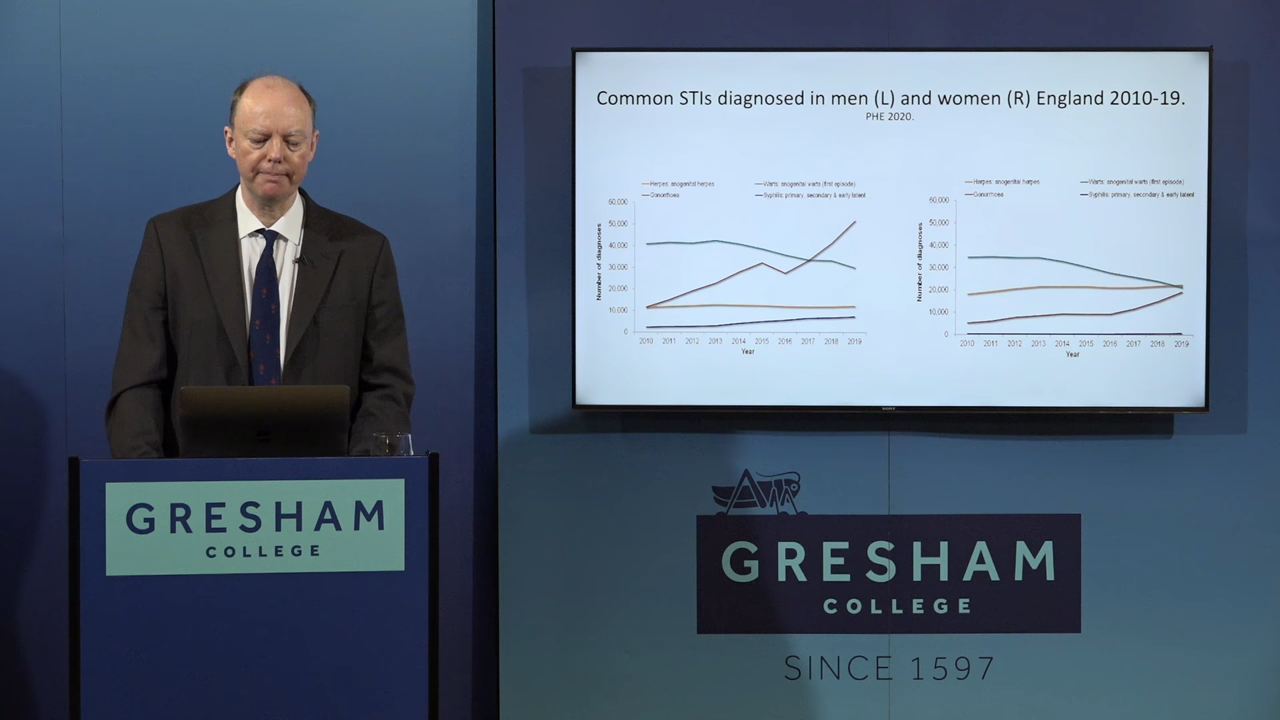 Common STIs diagnosed in men (L) and women (R) England 2010-19.
PHE 2020.
Herpes: anogenital herpes
Warts: anogenital warts (first episode)
Gonorrhoea
Syphilis: primary, secondary & early latent
Number of diagnoses
60,000
50,000
40,000
30,000
20,000
10,000
0
2010 2011 2012 2013 2014 2015 2016 2017 2018 2019
Year
Herpes: anogenital herpes
Warts: anogenital warts (first episode)
Gonorrhoea
Syphilis: primary, secondary & early latent
Number of diagnoses
60,000
50,000
40,000
30,000
20,000
10,000
0
2010 2011 2012 2013 2014 2015 2016 2017 2018 2019
Year
SONY
GRESHAM
COLLEGE
GRESHAM
COLLEGE
SINCE 1597